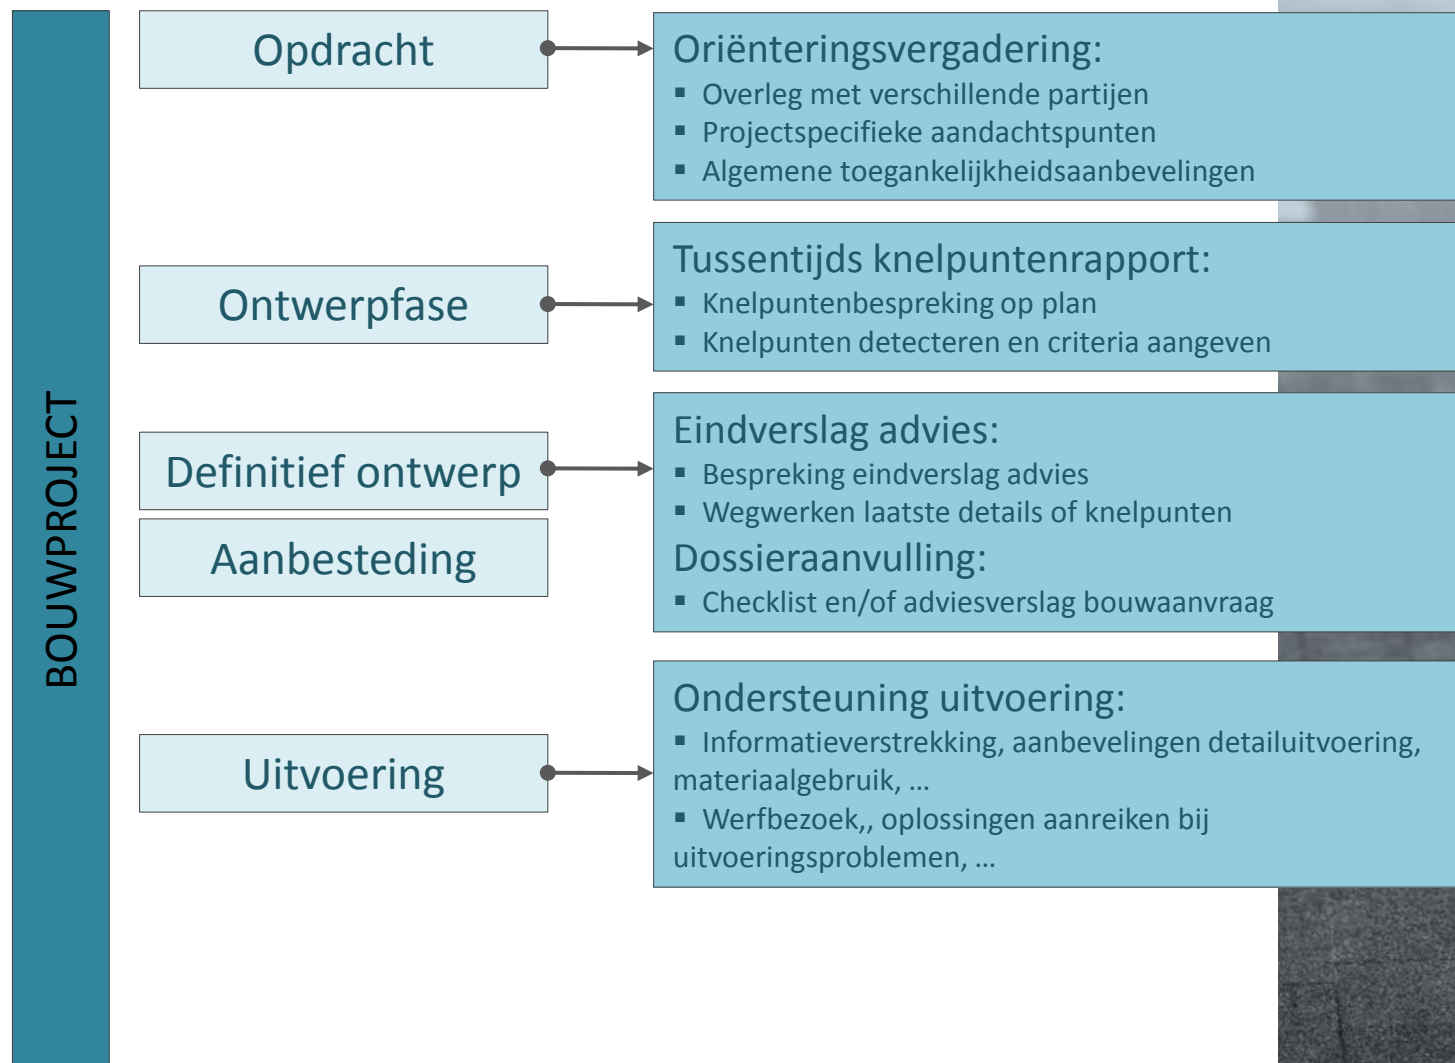 BOUWPROJECT
Opdracht
Oriënteringsvergadering:
▪ Overleg met verschillende partijen
▪ Projectspecifieke aandachtspunten
▪ Algemene toegankelijkheidsaanbevelingen
Ontwerpfase
Tussentijds knelpuntenrapport:
▪ Knelpuntenbespreking op plan
▪ Knelpunten detecteren en criteria aangeven
Definitief ontwerp
Aanbesteding
Eindverslag advies:
▪ Bespreking eindverslag advies
▪ Wegwerken laatste details of knelpunten
Dossieraanvulling:
▪ Checklist en/of adviesverslag bouwaanvraag
Uitvoering
Ondersteuning uitvoering:
▪ Informatieverstrekking, aanbevelingen detailuitvoering,
materiaalgebruik, …
▪ Werfbezoek,, oplossingen aanreiken bij
uitvoeringsproblemen, …